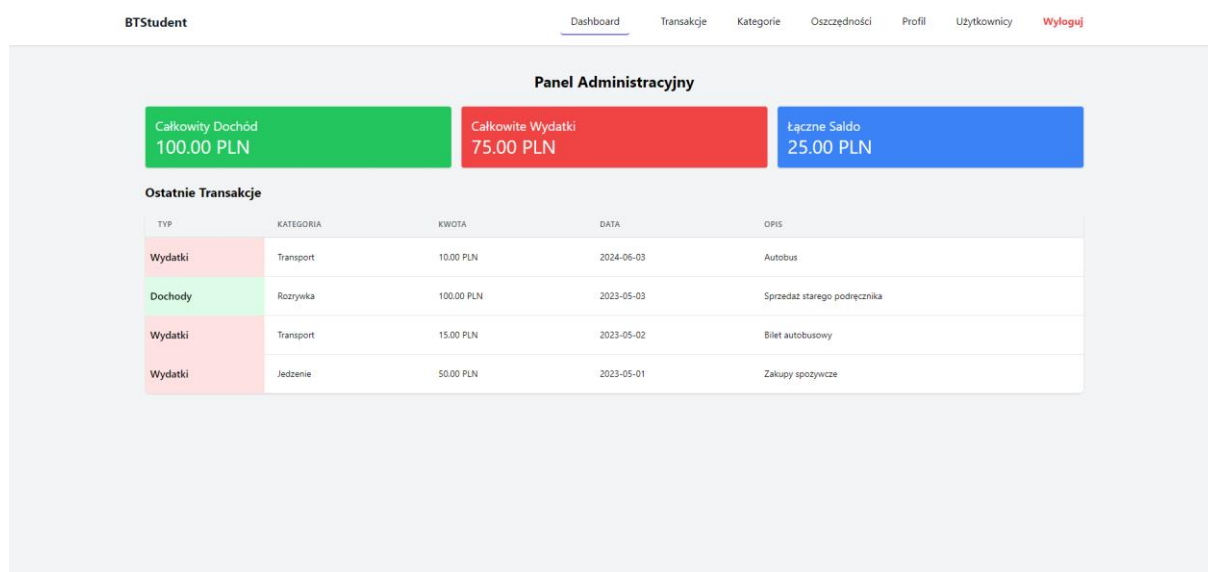 BTStudent Dashboard Transakcje Kategorie Oszczędności Profil Użytkownicy Wyloguj
Panel Administracyjny
Całkowity Dochód Całkowite Wydatki Łączne Saldo
100.00 PLN 75.00 PLN 25.00 PLN
Ostatnie Transakcje
TYP KATEGORIA KWOTA DATA OPIS
Wydatki Transport 10.00 PLN 2024-06-03 Autobus
Dochody Rozrywka 100.00 PLN 2023-05-03 Sprzedaż starego podręcznika
Wydatki Transport 15.00 PLN 2023-05-02 Bilet autobusowy
Wydatki Jedzenie 50.00 PLN 2023-05-01 Zakupy spożywcze